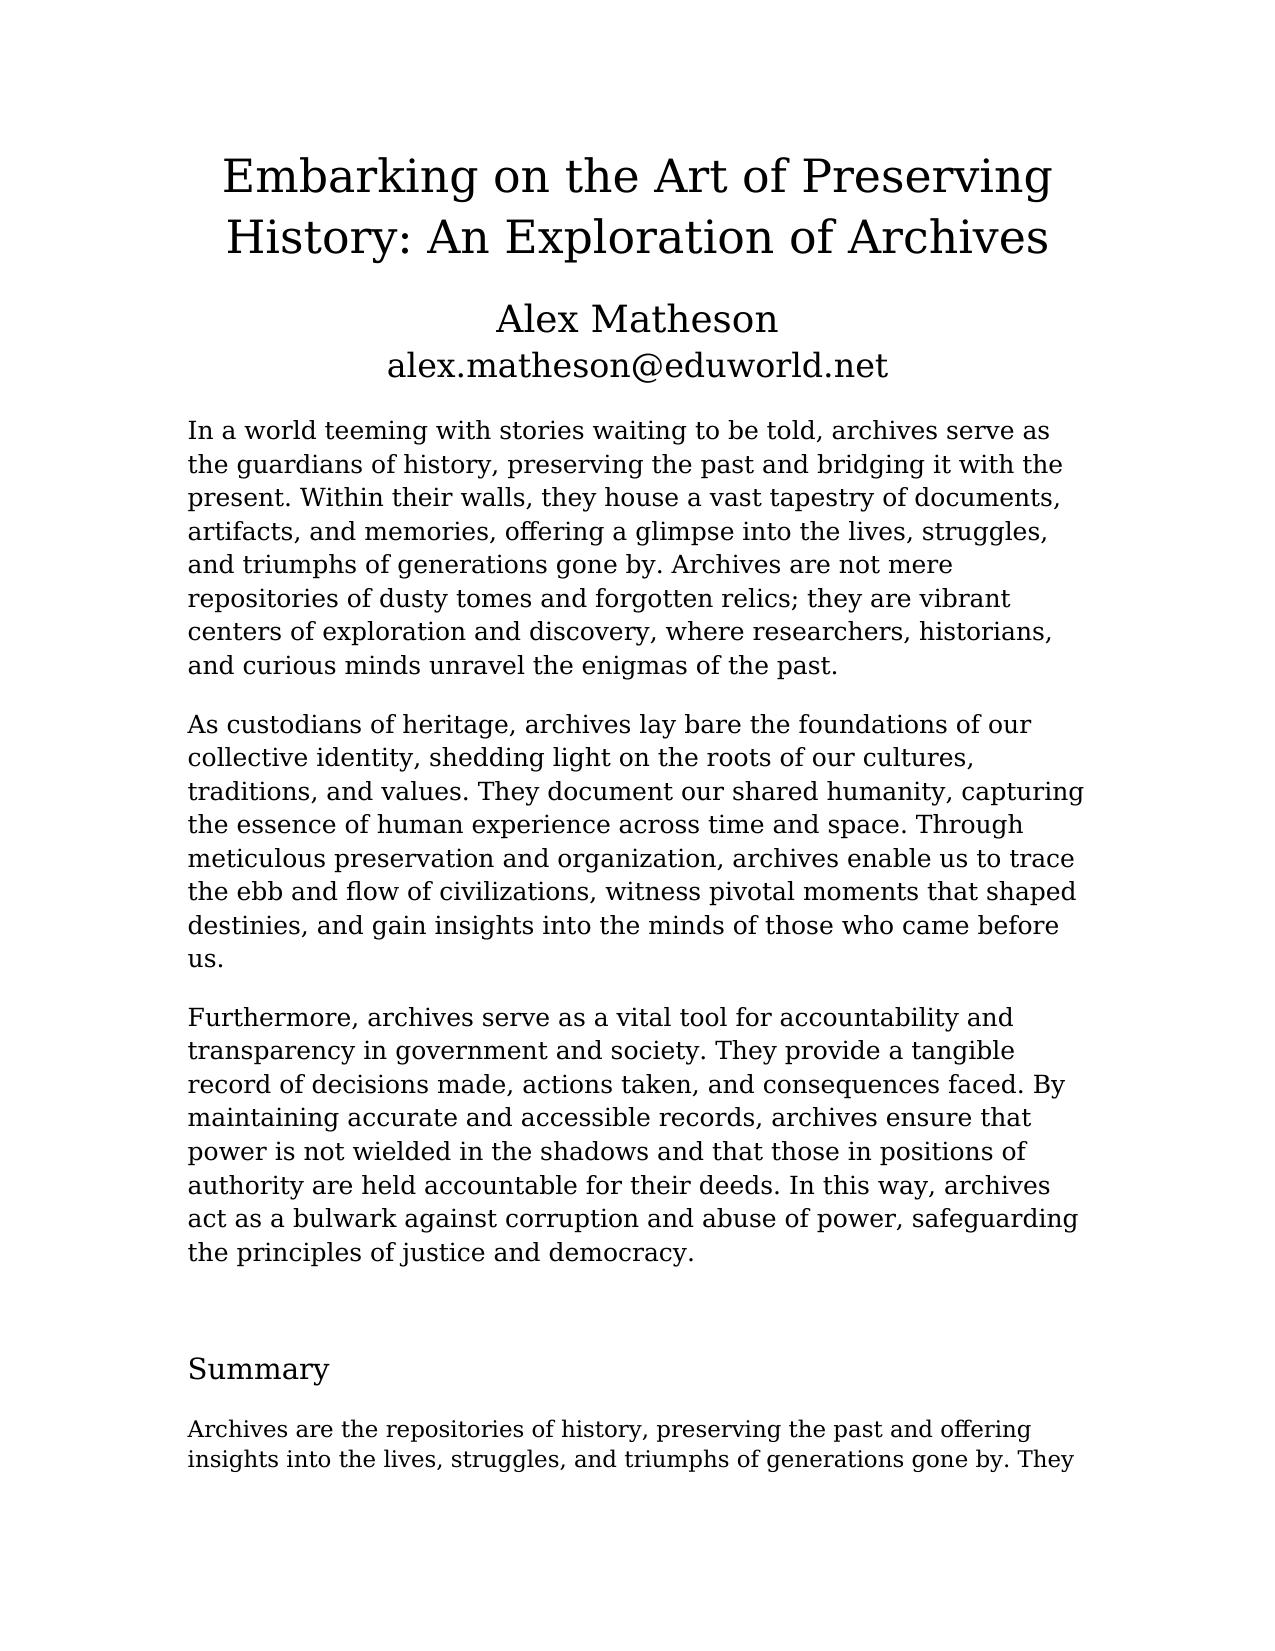 Embarking on the Art of Preserving
History: An Exploration of Archives
Alex Matheson
alex.matheson@eduworld.net
In a world teeming with stories waiting to be told, archives serve as
the guardians of history, preserving the past and bridging it with the
present. Within their walls, they house a vast tapestry of documents,
artifacts, and memories, offering a glimpse into the lives, struggles,
and triumphs of generations gone by. Archives are not mere
repositories of dusty tomes and forgotten relics; they are vibrant
centers of exploration and discovery, where researchers, historians,
and curious minds unravel the enigmas of the past.
As custodians of heritage, archives lay bare the foundations of our
collective identity, shedding light on the roots of our cultures,
traditions, and values. They document our shared humanity, capturing
the essence of human experience across time and space. Through
meticulous preservation and organization, archives enable us to trace
the ebb and flow of civilizations, witness pivotal moments that shaped
destinies, and gain insights into the minds of those who came before
us.
Furthermore, archives serve as a vital tool for accountability and
transparency in government and society. They provide a tangible
record of decisions made, actions taken, and consequences faced. By
maintaining accurate and accessible records, archives ensure that
power is not wielded in the shadows and that those in positions of
authority are held accountable for their deeds. In this way, archives
act as a bulwark against corruption and abuse of power, safeguarding
the principles of justice and democracy.
Summary
Archives are the repositories of history, preserving the past and offering
insights into the lives, struggles, and triumphs of generations gone by. They